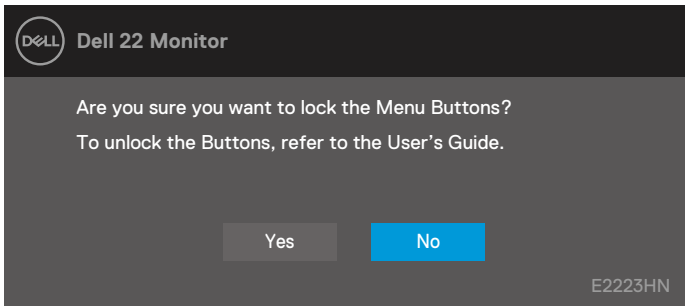 DELL Dell 22 Monitor
Are you sure you want to lock the Menu Buttons?
To unlock the Buttons, refer to the User’s Guide.
Yes No
E2223HN